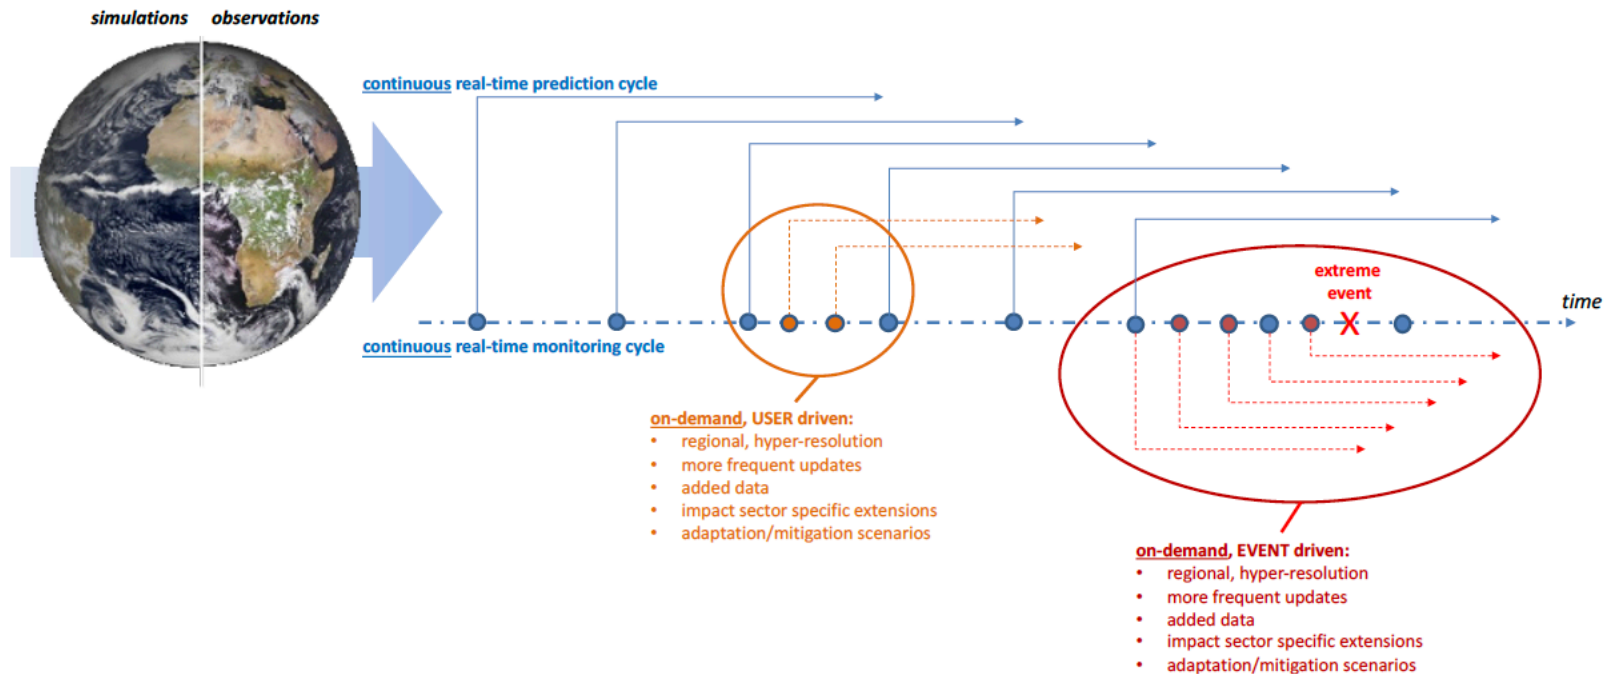 simulations observations
continuous real-time prediction cycle
extreme
event
time
X
continuous real-time monitoring cycle
on-demand, USER driven:
• regional, hyper-resolution
• more frequent updates
• added data
• impact sector specific extensions
• adaptation/mitigation scenarios
on-demand, EVENT driven:
• regional, hyper-resolution
• more frequent updates
• added data
• impact sector specific extensions
• adaptation/mitigation scenarios